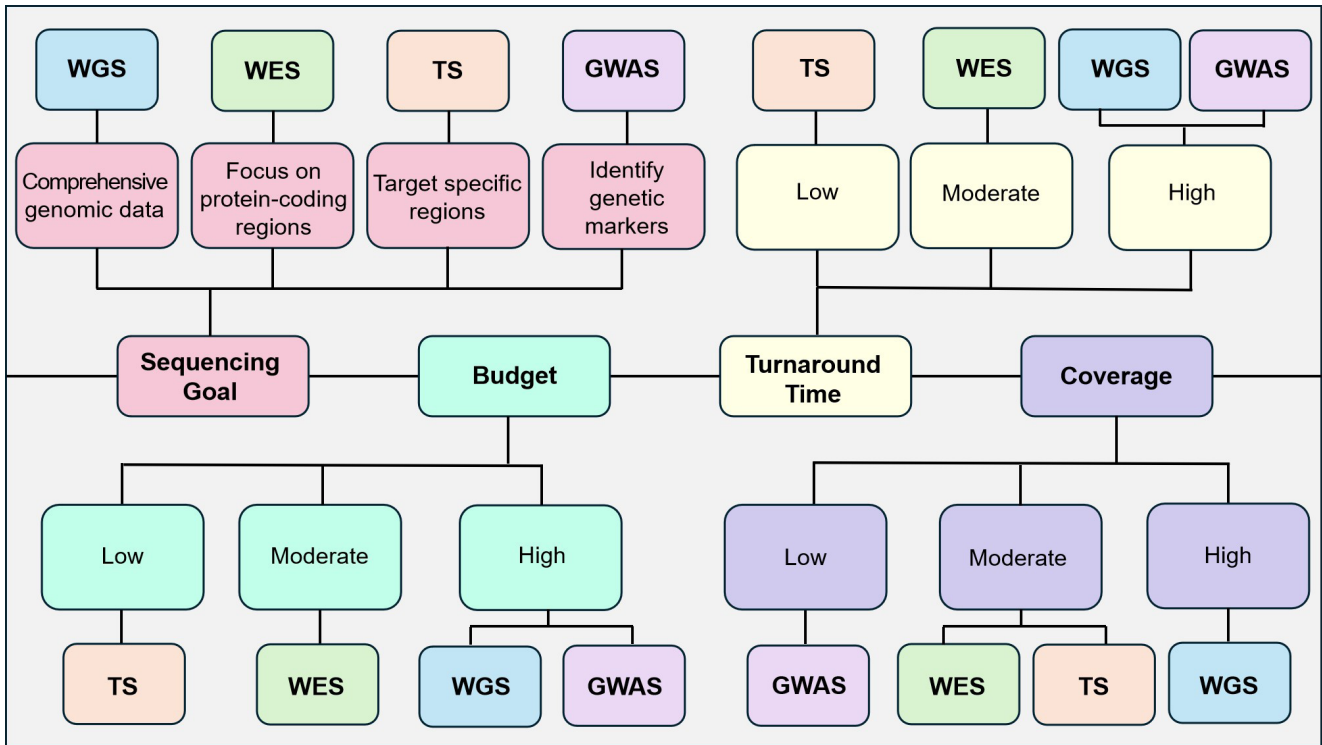 WGS
WES
TS
GWAS
TS
WES
WGS
GWAS
Comprehensive
genomic data
Focus on
protein-coding
regions
Target specific
regions
Identify
genetic
markers
Low
Moderate
High
Sequencing
Goal
Budget
Turnaround
Time
Coverage
Low
Moderate
High
Low
Moderate
High
TS
WES
WGS
GWAS
GWAS
WES
TS
WGS